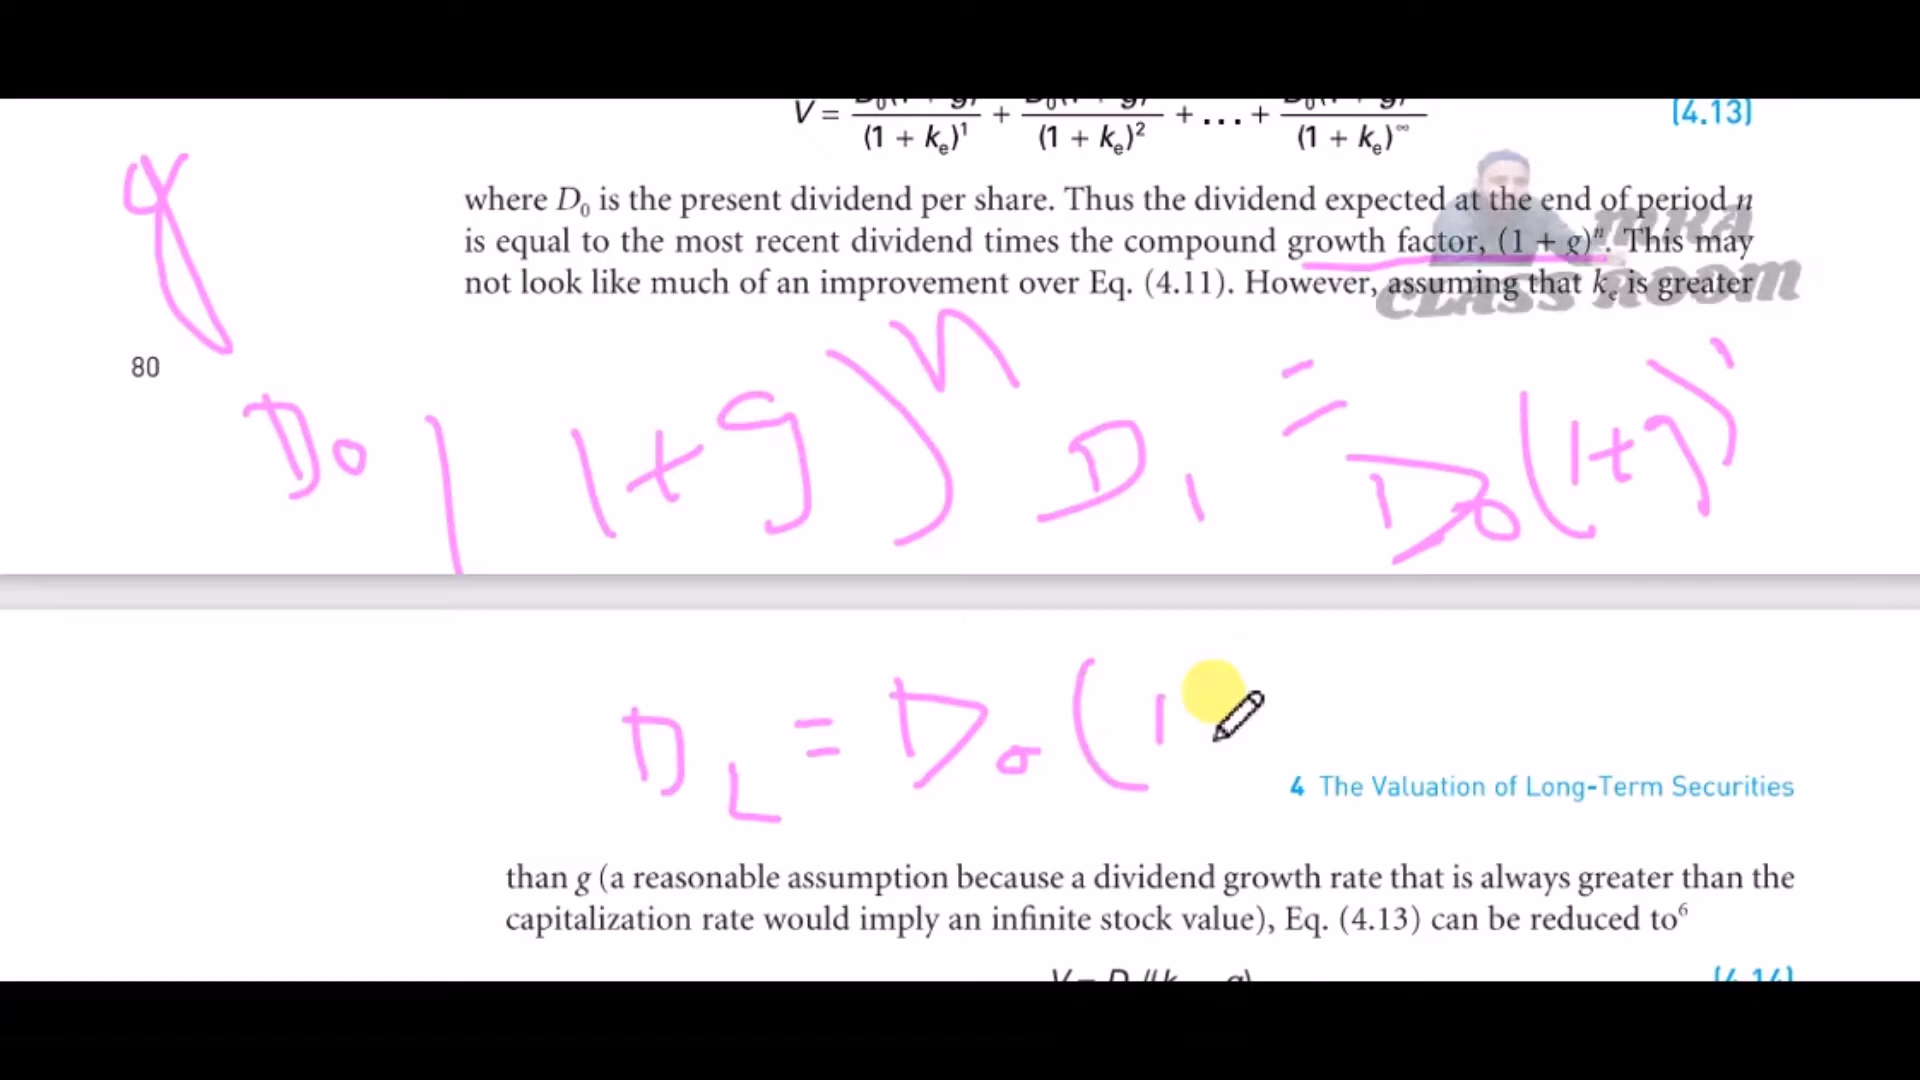 V = D₀(1 + g) / (1 + kₑ)¹ + D₀(1 + g) / (1 + kₑ)² + . . . + D₀(1 + g) / (1 + kₑ)^∞ (4.13)
g
where D₀ is the present dividend per share. Thus the dividend expected at the end of period n
is equal to the most recent dividend times the compound growth factor, (1 + g)ⁿ. This may
MRA
not look like much of an improvement over Eq. (4.11). However, assuming that kₑ is greater
CLASS ROOM
80
D₀ (1+g)ⁿ D₁ = D₀(1+g)¹
D₂ = D₀(1
4 The Valuation of Long-Term Securities
than g (a reasonable assumption because a dividend growth rate that is always greater than the
capitalization rate would imply an infinite stock value), Eq. (4.13) can be reduced to⁶
(4.14)